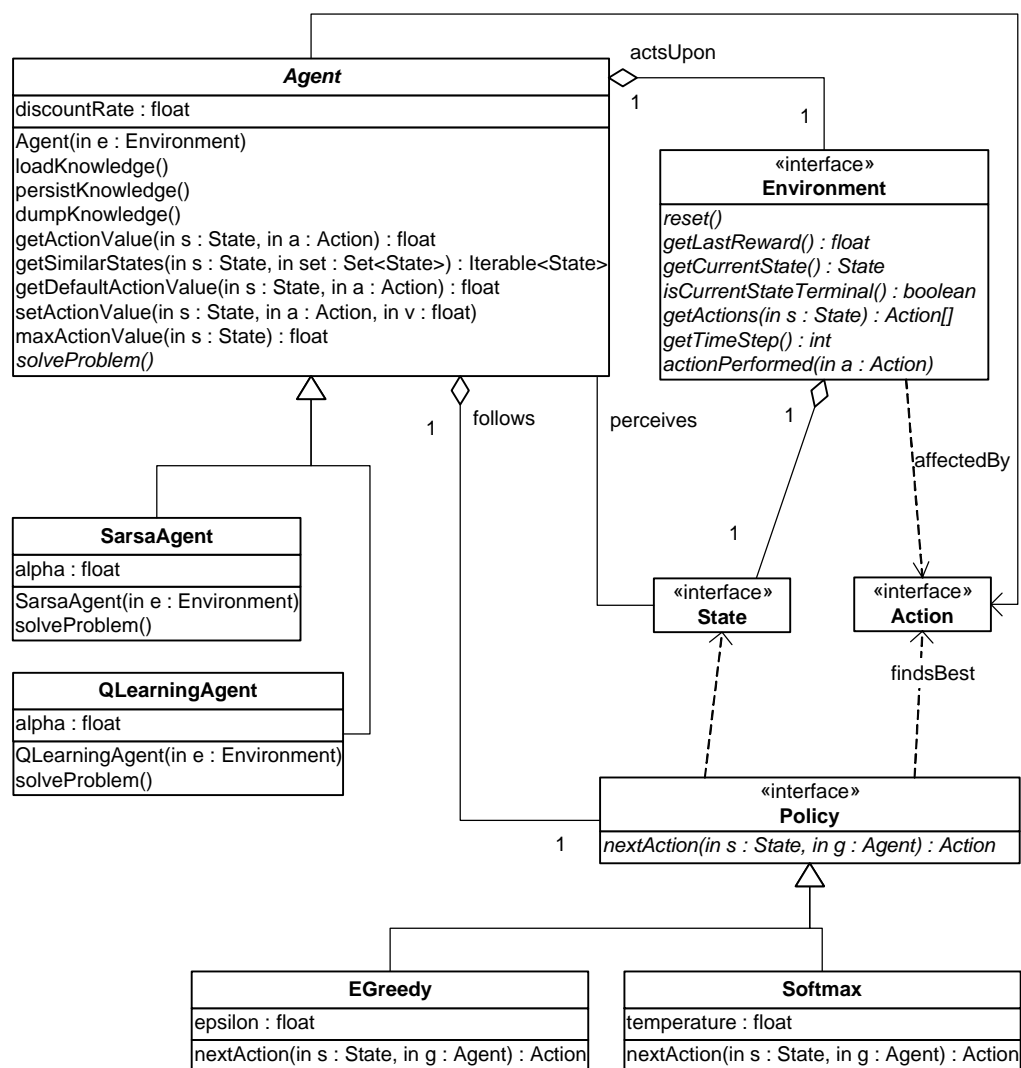 actsUpon
Agent
1
discountRate : float
1
Agent(in e : Environment)
loadKnowledge()
persistKnowledge()
dumpKnowledge()
getActionValue(in s : State, in a : Action) : float
getSimilarStates(in s : State, in set : Set<State>) : Iterable<State>
getDefaultActionValue(in s : State, in a : Action) : float
setActionValue(in s : State, in a : Action, in v : float)
maxActionValue(in s : State) : float
solveProblem()
«interface»
Environment
reset()
getLastReward() : float
getCurrentState() : State
isCurrentStateTerminal() : boolean
getActions(in s : State) : Action[]
getTimeStep() : int
actionPerformed(in a : Action)
1
follows
perceives
1
affectedBy
SarsaAgent
alpha : float
SarsaAgent(in e : Environment)
solveProblem()
1
«interface»
State
«interface»
Action
findsBest
QLearningAgent
alpha : float
QLearningAgent(in e : Environment)
solveProblem()
1
«interface»
Policy
nextAction(in s : State, in g : Agent) : Action
EGreedy
epsilon : float
nextAction(in s : State, in g : Agent) : Action
Softmax
temperature : float
nextAction(in s : State, in g : Agent) : Action